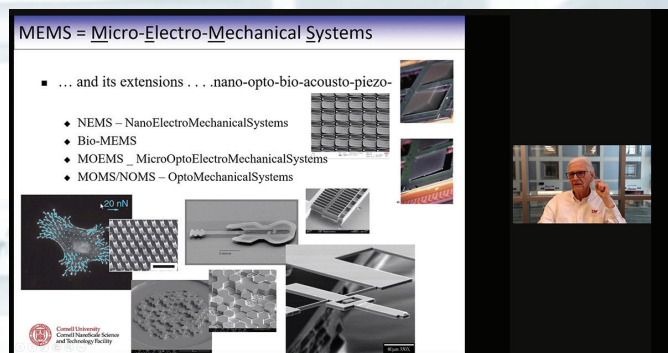 MEMS = Micro-Electro-Mechanical Systems
■ … and its extensions . . . .nano-opto-bio-acousto-piezo-
◆ NEMS – NanoElectroMechanicalSystems
◆ Bio-MEMS
◆ MOEMS _ MicroOptoElectroMechanicalSystems
◆ MOMS/NOMS – OptoMechanicalSystems
20 nN
Cornell University
Cornell NanoScale Science
and Technology Facility